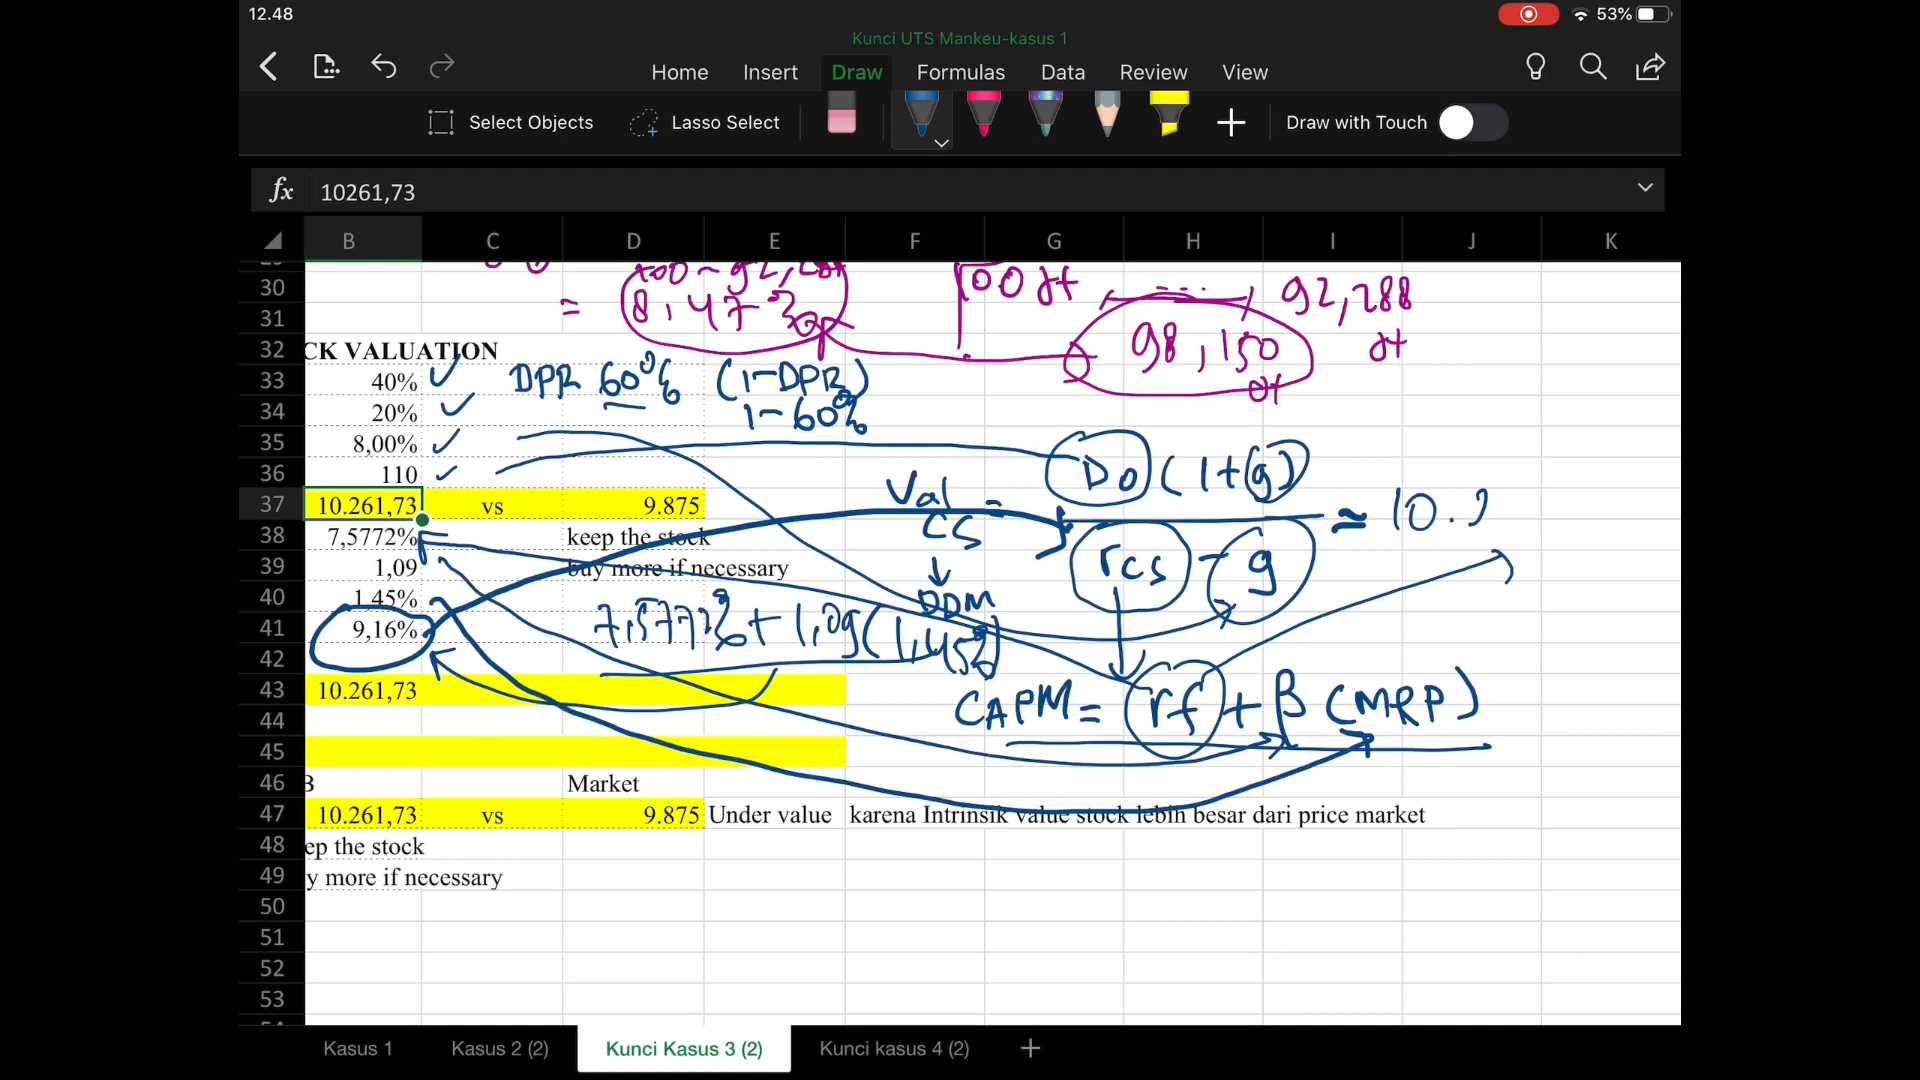 12.48
53%
Kunci UTS Mankeu-kasus 1
Home Insert Draw Formulas Data Review View
Select Objects Lasso Select Draw with Touch
fx 10261,73
B C D E F G H I J K
30
31
= 8,47%
100 jt
92,288 jt
98,150 jt
32 CK VALUATION
33 40% DPR 60% (1-DPR)
34 20% 1-60%
35 8,00%
36 110
37 10.261,73 vs 9.875
Val CS = D0 (1+g)
rcs - g
≈ 10.
38 7,5772% keep the stock
39 1,09 buy more if necessary
40 1,45% DDM
41 9,16% 7,5772% + 1,09(1,45%)
42
43 10.261,73 CAPM = rf + β (MRP)
44
45
46 B Market
47 10.261,73 vs 9.875 Under value karena Intrinsik value stock lebih besar dari price market
48 ep the stock
49 y more if necessary
50
51
52
53
Kasus 1 Kasus 2 (2) Kunci Kasus 3 (2) Kunci kasus 4 (2)